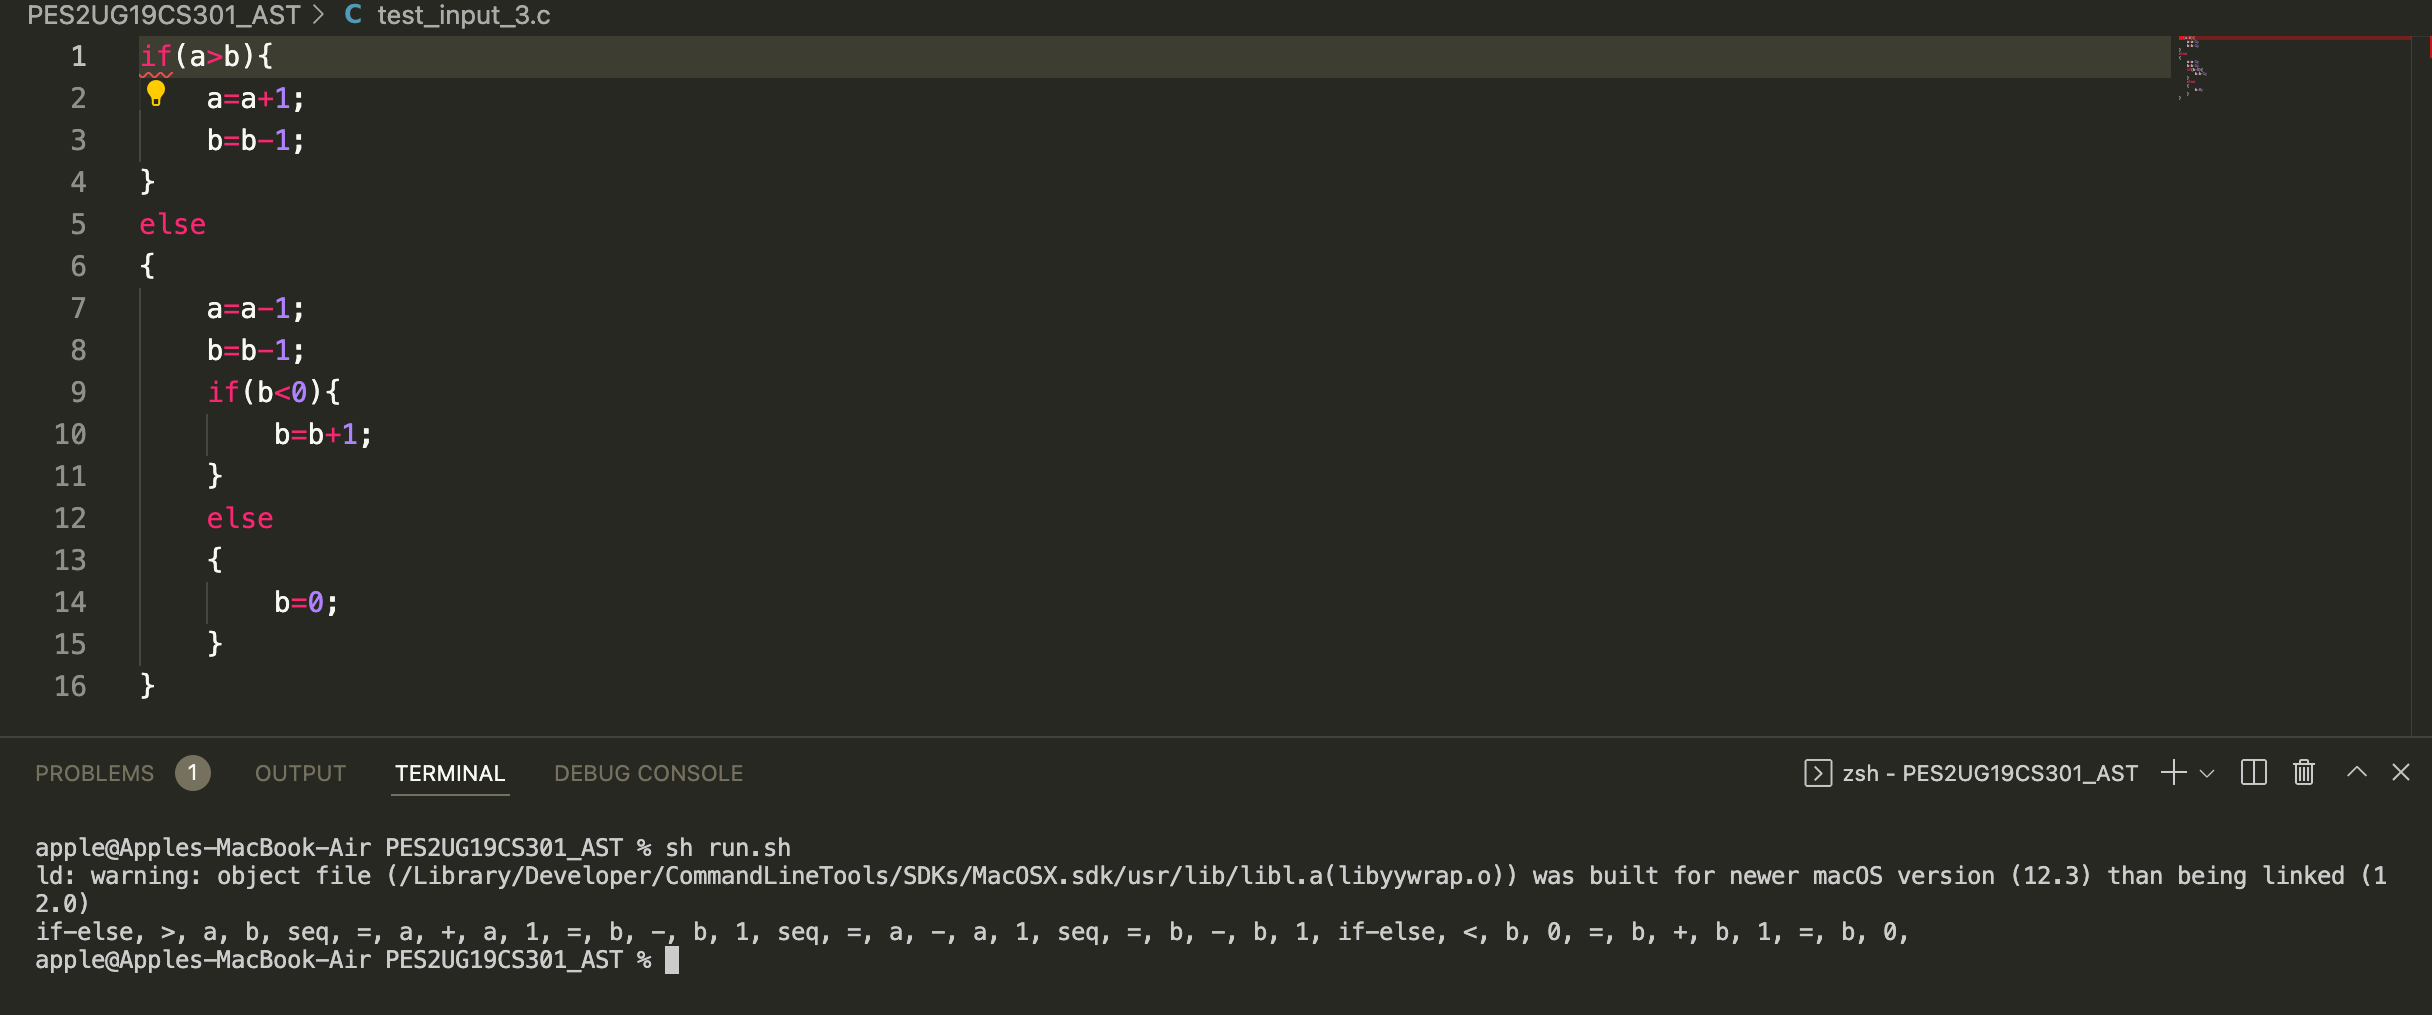 PES2UG19CS301_AST > C test_input_3.c
1 if(a>b){
2     a=a+1;
3     b=b-1;
4 }
5 else
6 {
7     a=a-1;
8     b=b-1;
9     if(b<0){
10         b=b+1;
11     }
12     else
13     {
14         b=0;
15     }
16 }
PROBLEMS 1 OUTPUT TERMINAL DEBUG CONSOLE zsh - PES2UG19CS301_AST
apple@Apples-MacBook-Air PES2UG19CS301_AST % sh run.sh
ld: warning: object file (/Library/Developer/CommandLineTools/SDKs/MacOSX.sdk/usr/lib/libl.a(libyywrap.o)) was built for newer macOS version (12.3) than being linked (1
2.0)
if-else, >, a, b, seq, =, a, +, a, 1, =, b, -, b, 1, seq, =, a, -, a, 1, seq, =, b, -, b, 1, if-else, <, b, 0, =, b, +, b, 1, =, b, 0,
apple@Apples-MacBook-Air PES2UG19CS301_AST %